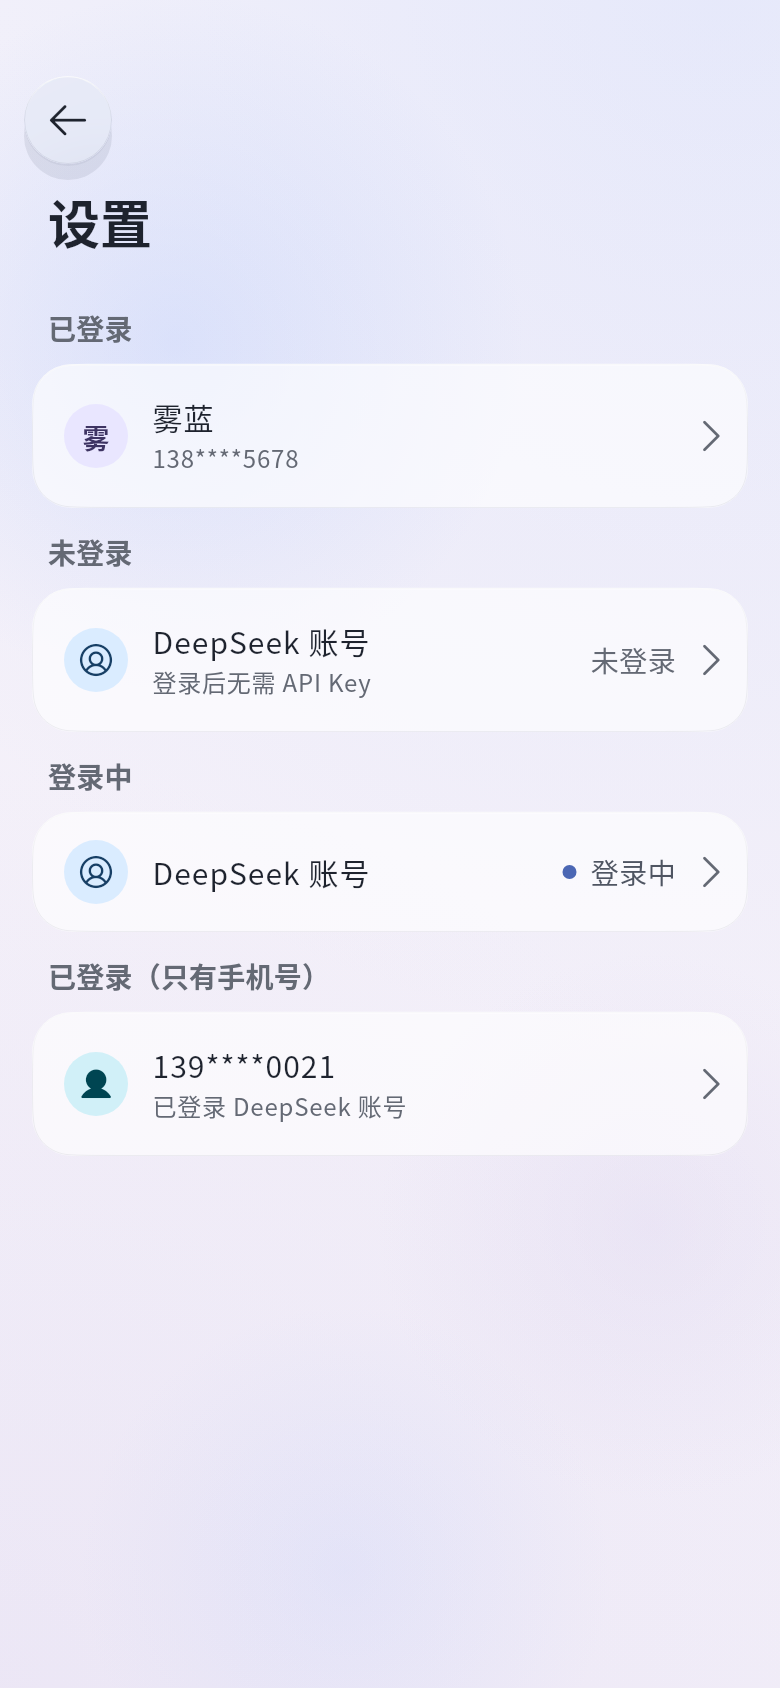 设置
已登录
雾
雾蓝
138****5678
未登录
DeepSeek 账号
登录后无需 API Key
未登录
登录中
DeepSeek 账号
登录中
已登录（只有手机号）
139****0021
已登录 DeepSeek 账号